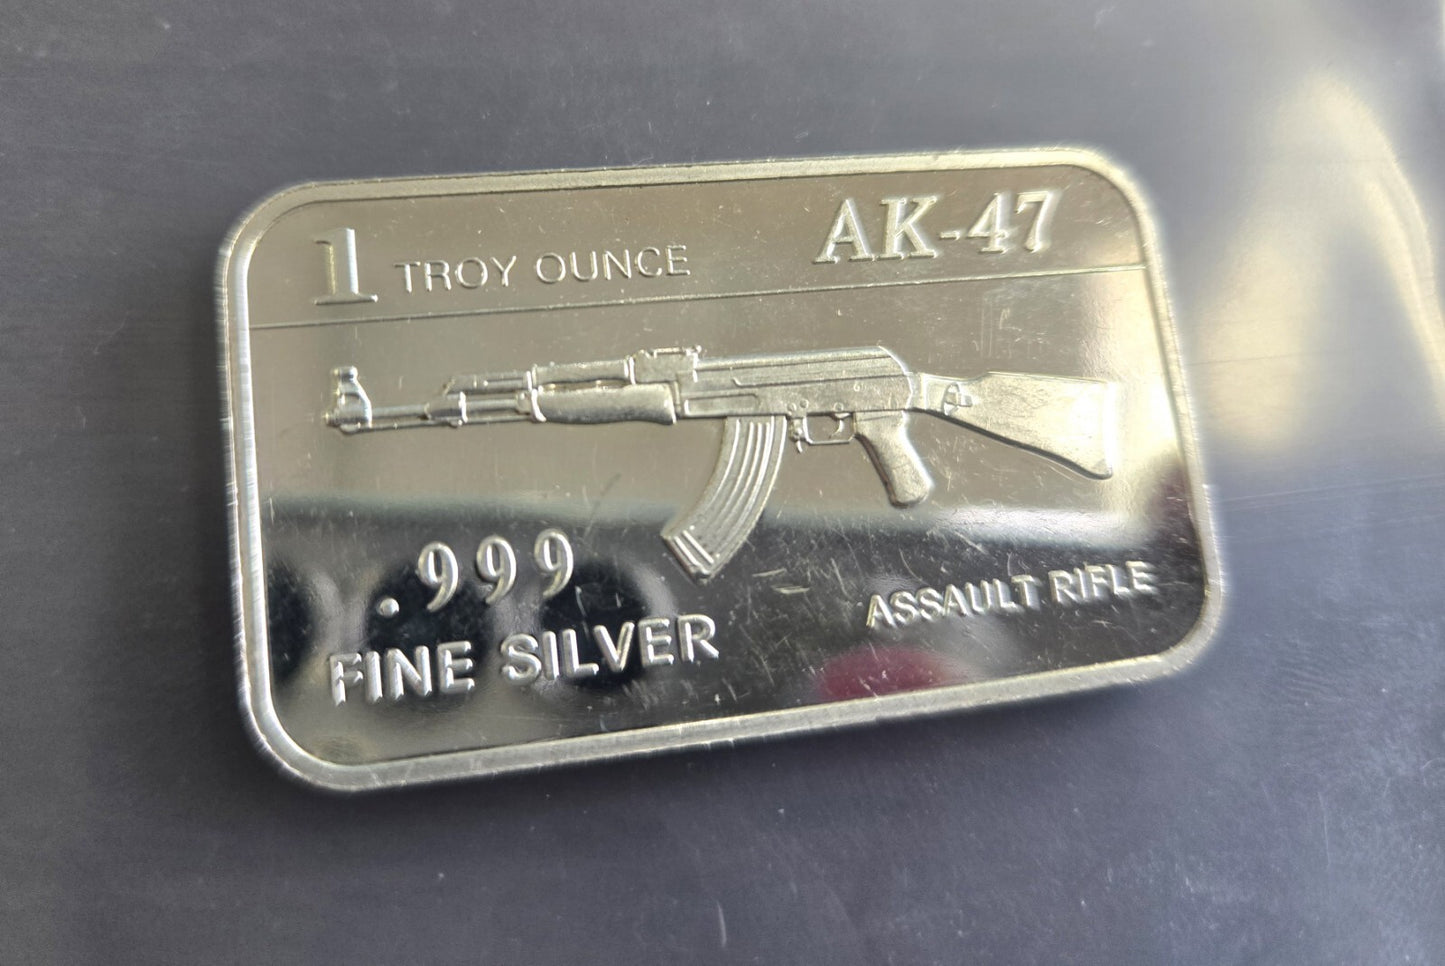 1 TROY OUNCE AK-47
.999
FINE SILVER
ASSAULT RIFLE